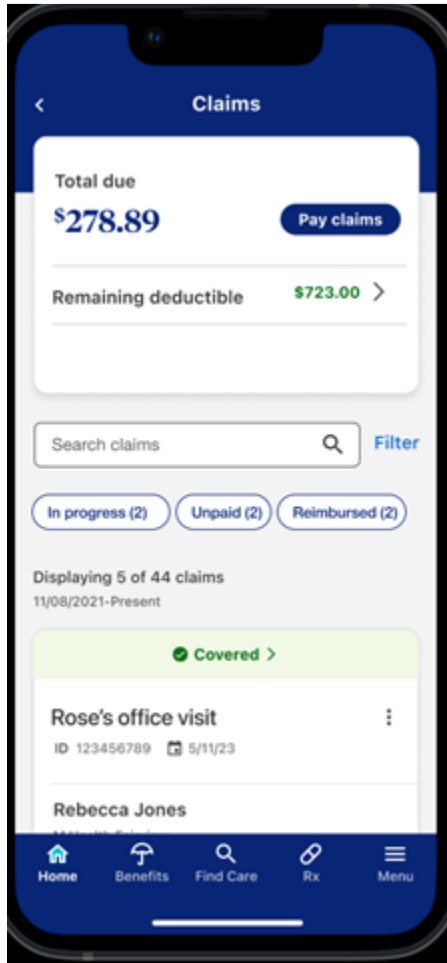 Claims
Total due
$278.89
Pay claims
Remaining deductible
$723.00
Search claims
Filter
In progress (2)
Unpaid (2)
Reimbursed (2)
Displaying 5 of 44 claims
11/08/2021-Present
Covered
Rose's office visit
ID 123456789
5/11/23
Rebecca Jones
Home
Benefits
Find Care
Rx
Menu